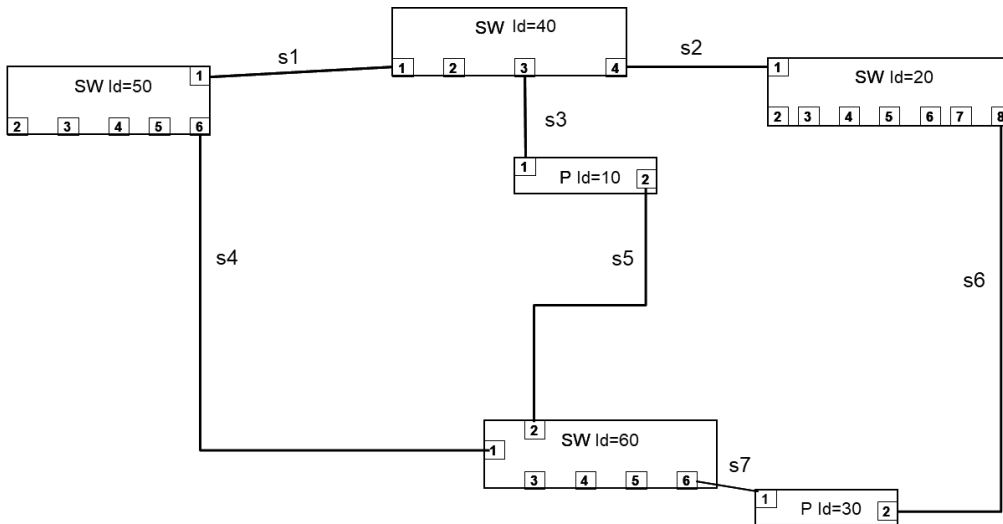 SW Id=40
1 2 3 4
s1
s2
1
SW Id=50
2 3 4 5 6
1
SW Id=20
2 3 4 5 6 7 8
s3
1
P Id=10
2
s4
s5
s6
2
SW Id=60
1
3 4 5 6
s7
1
P Id=30
2